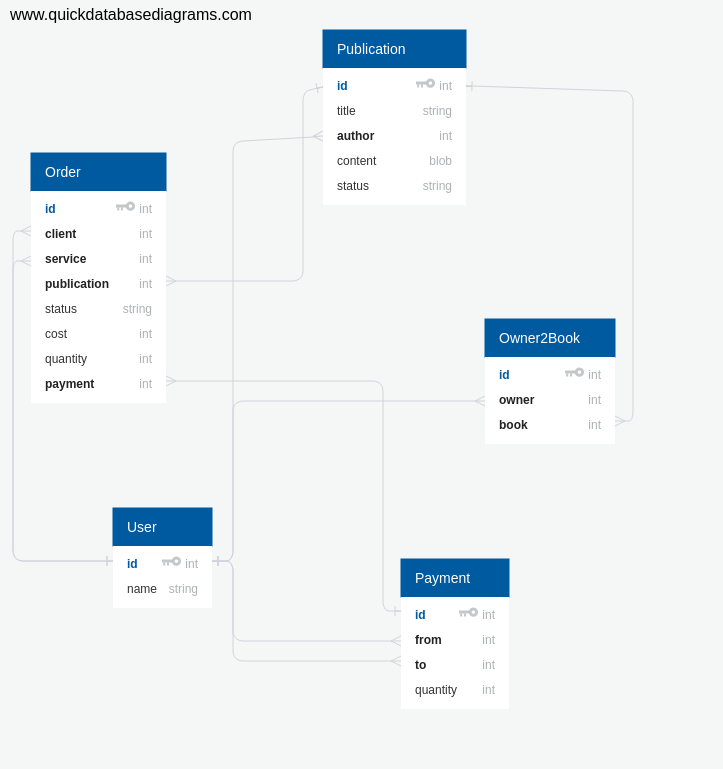 www.quickdatabasediagrams.com
Publication
id int
title string
author int
content blob
status string
Order
id int
client int
service int
publication int
status string
cost int
quantity int
payment int
Owner2Book
id int
owner int
book int
User
id int
name string
Payment
id int
from int
to int
quantity int